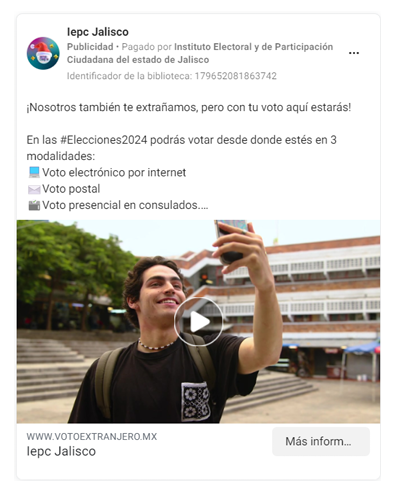 Iepc Jalisco
Publicidad • Pagado por Instituto Electoral y de Participación
Ciudadana del estado de Jalisco
Identificador de la biblioteca: 179652081863742
¡Nosotros también te extrañamos, pero con tu voto aquí estarás!
En las #Elecciones2024 podrás votar desde donde estés en 3
modalidades:
💻Voto electrónico por internet
✉️Voto postal
🗳️Voto presencial en consulados....
WWW.VOTOEXTRANJERO.MX
Iepc Jalisco
Más inform...